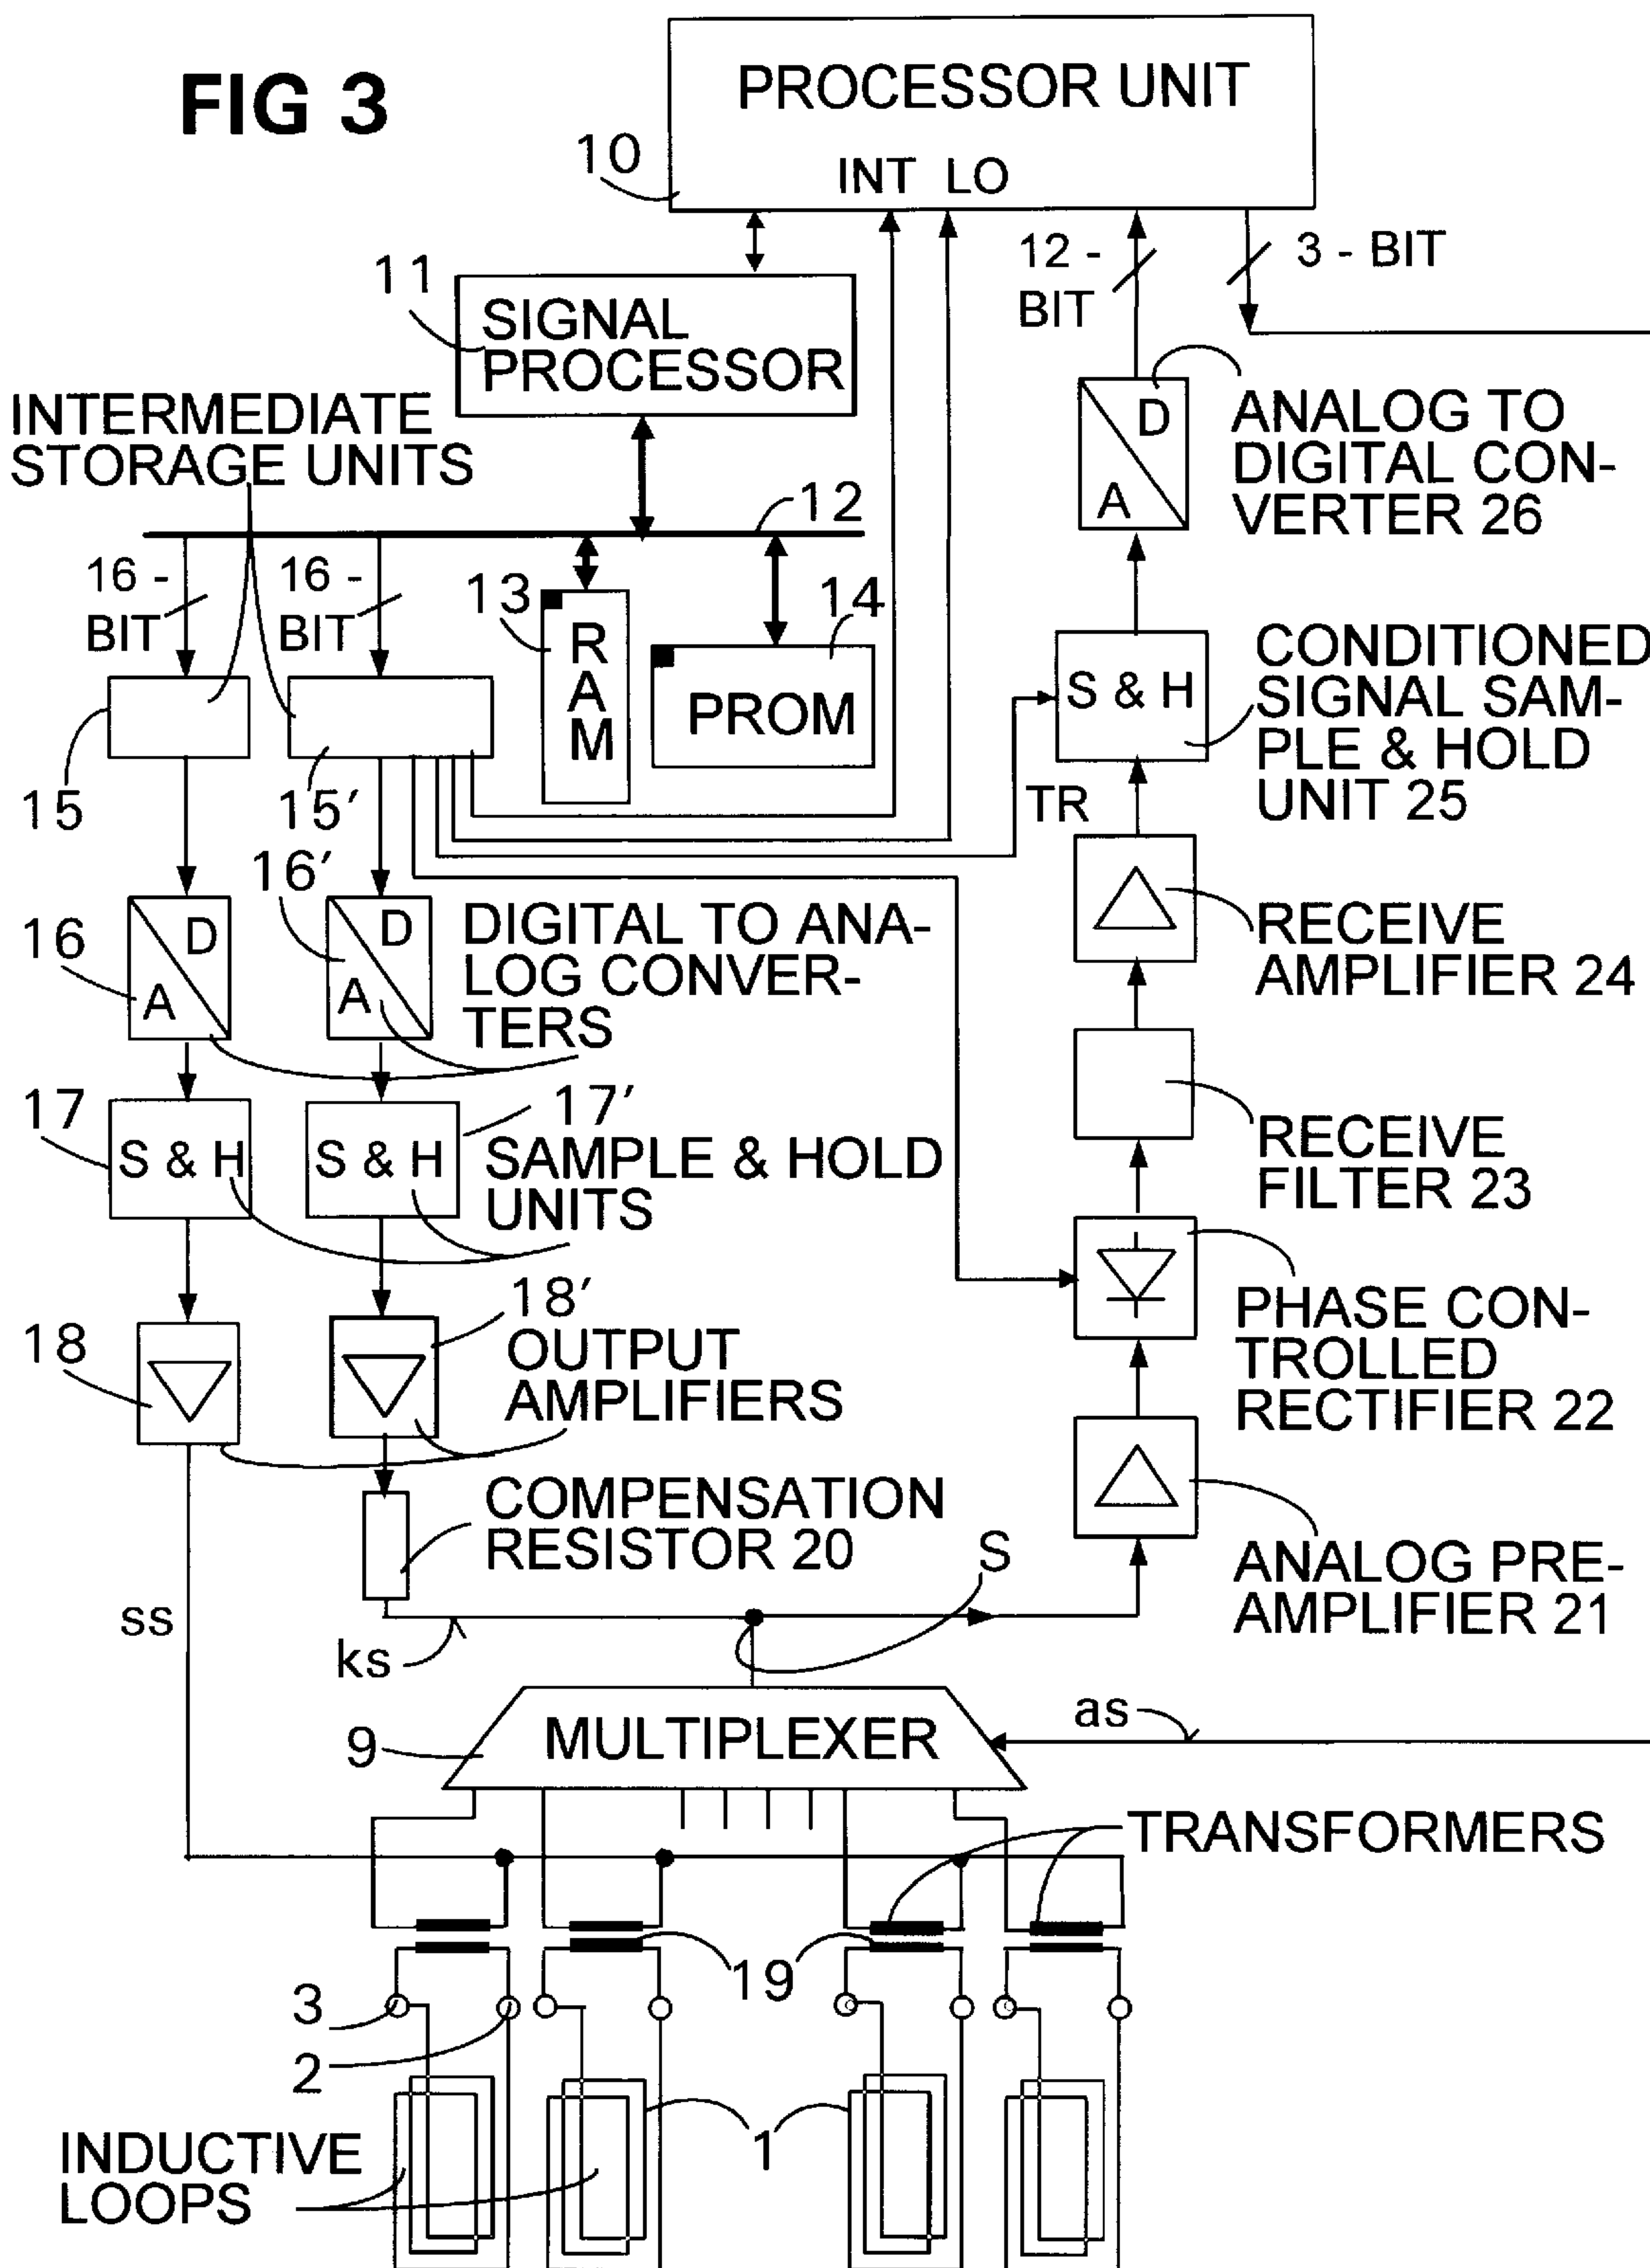 FIG 3
PROCESSOR UNIT
10
INT LO
12 -
BIT
3 - BIT
11
SIGNAL
PROCESSOR
INTERMEDIATE
STORAGE UNITS
D
A
ANALOG TO
DIGITAL CON-
VERTER 26
12
16 -
BIT
16 -
BIT
13
RAM
14
PROM
15
15′
S & H
CONDITIONED
SIGNAL SAM-
PLE & HOLD
UNIT 25
TR
16
D
A
16′
D
A
DIGITAL TO ANA-
LOG CONVER-
TERS
RECEIVE
AMPLIFIER 24
17
S & H
S & H
17′
SAMPLE & HOLD
UNITS
RECEIVE
FILTER 23
18
18′
OUTPUT
AMPLIFIERS
PHASE CON-
TROLLED
RECTIFIER 22
COMPENSATION
RESISTOR 20
S
ANALOG PRE-
AMPLIFIER 21
ss
ks
9
MULTIPLEXER
as
TRANSFORMERS
19
3
2
1
INDUCTIVE
LOOPS